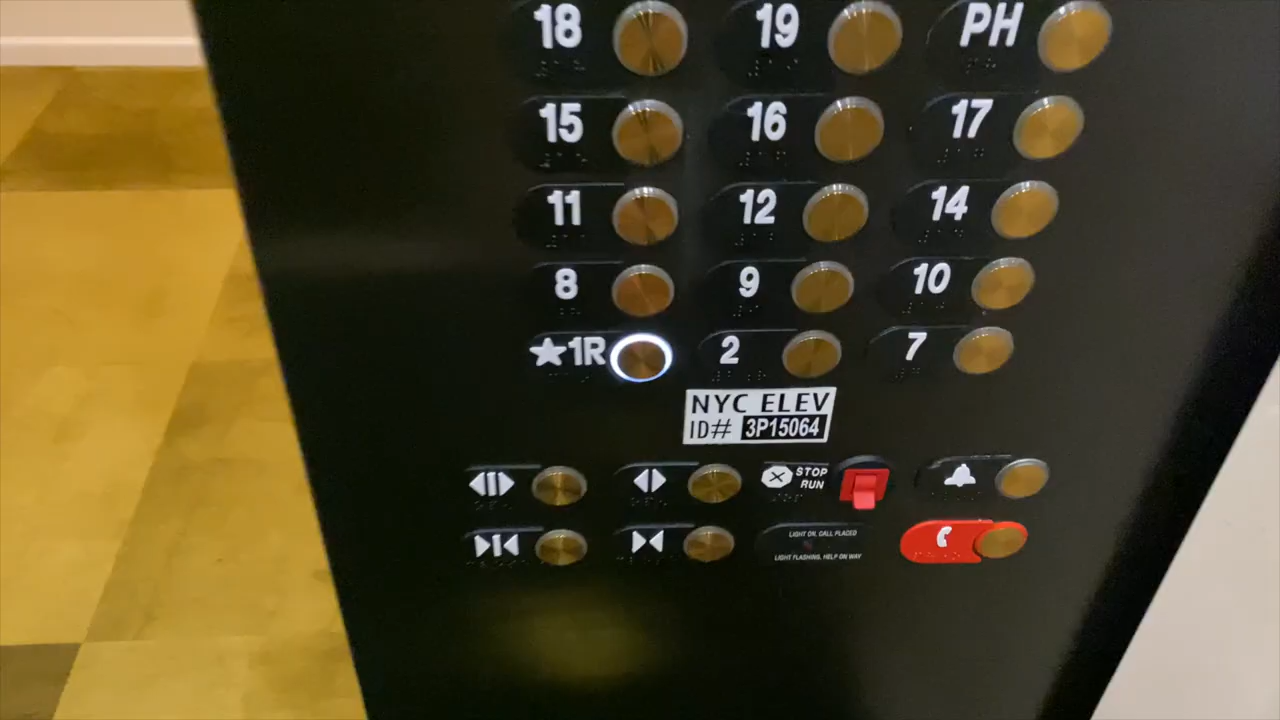 18 19 PH
15 16 17
11 12 14
8 9 10
★1R 2 7
NYC ELEV
ID# 3P15064
STOP
RUN
LIGHT ON, CALL PLACED
LIGHT FLASHING, HELP ON WAY